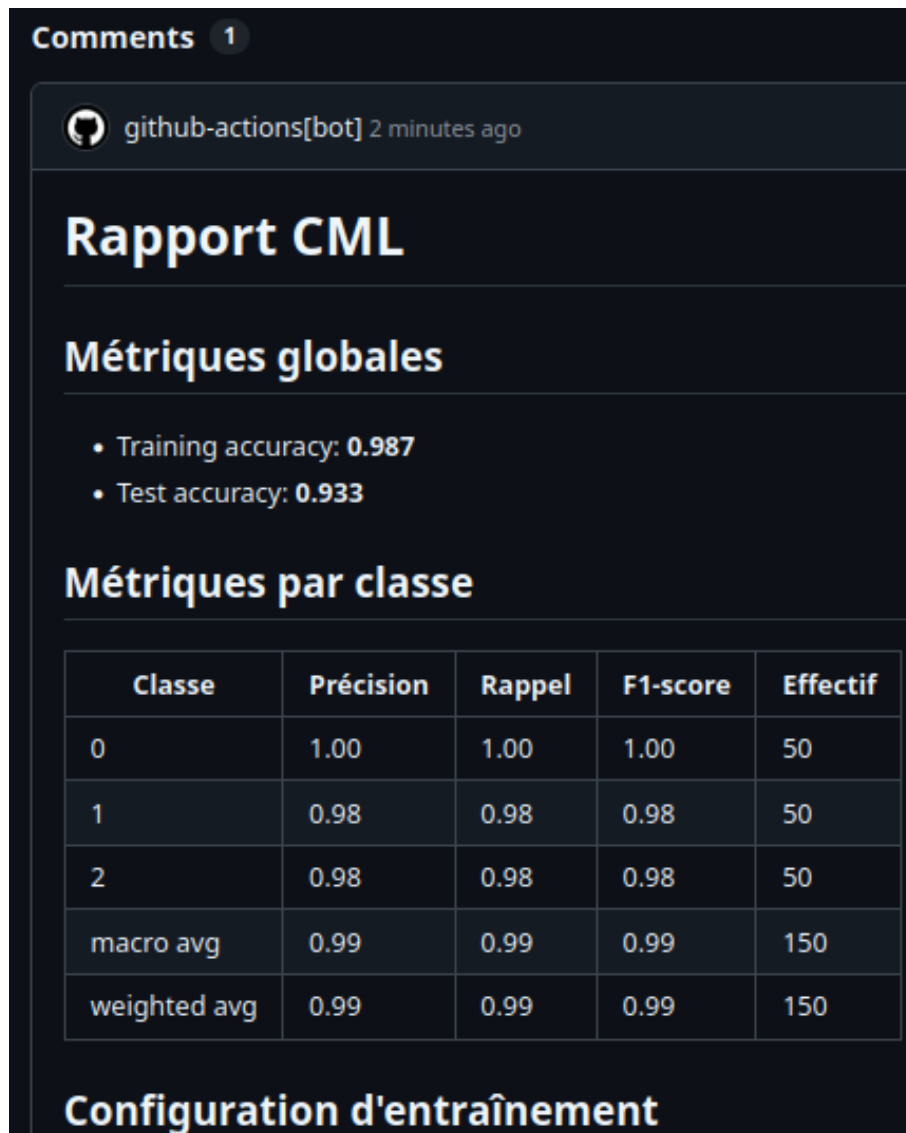 Comments 1
github-actions[bot] 2 minutes ago
Rapport CML
Métriques globales
• Training accuracy: 0.987
• Test accuracy: 0.933
Métriques par classe
Classe Précision Rappel F1-score Effectif
0 1.00 1.00 1.00 50
1 0.98 0.98 0.98 50
2 0.98 0.98 0.98 50
macro avg 0.99 0.99 0.99 150
weighted avg 0.99 0.99 0.99 150
Configuration d'entraînement